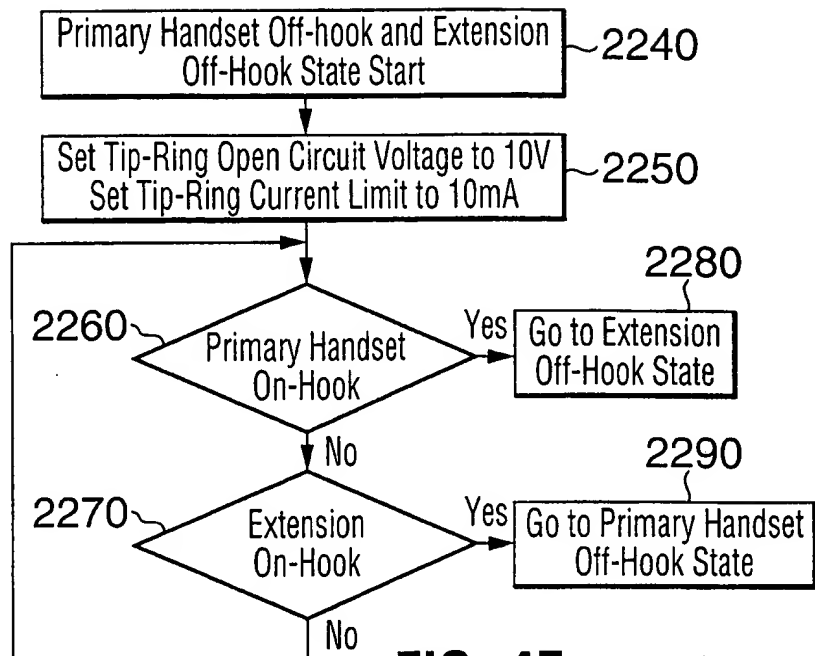 Primary Handset Off-hook and Extension
Off-Hook State Start
2240
Set Tip-Ring Open Circuit Voltage to 10V
Set Tip-Ring Current Limit to 10mA
2250
2260
Primary Handset
On-Hook
Yes
2280
Go to Extension
Off-Hook State
No
2270
Extension
On-Hook
Yes
2290
Go to Primary Handset
Off-Hook State
No